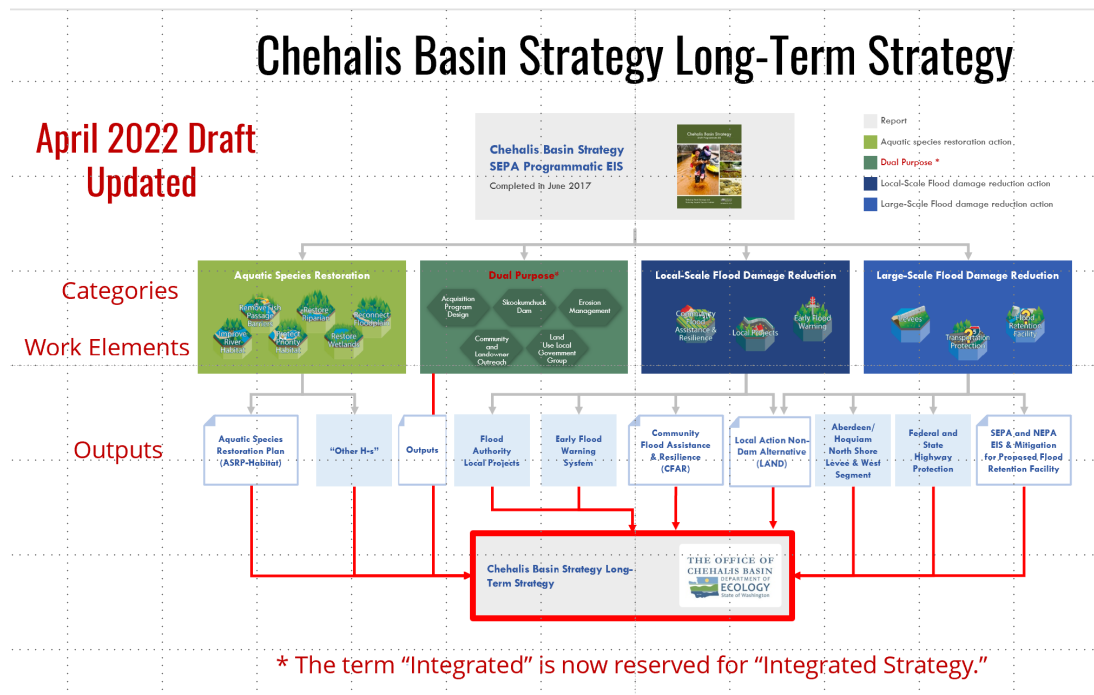 Chehalis Basin Strategy Long-Term Strategy
April 2022 Draft
Updated
Chehalis Basin Strategy
SEPA Programmatic EIS
Completed in June 2017
Chehalis Basin Strategy
Report
Aquatic species restoration action
Dual Purpose *
Local-Scale Flood damage reduction action
Large-Scale Flood damage reduction action
Categories
Work Elements
Outputs
Aquatic Species Restoration
Remove Fish
Passage
Barriers
Restore
Riparian
Reconnect
Floodplain
Improve
River
Habitat
Protect
Priority
Habitat
Restore
Wetlands
Dual Purpose*
Acquisition
Program
Design
Skookumchuck
Dam
Erosion
Management
Community
and
Landowner
Outreach
Land
Use Local
Government
Group
Local-Scale Flood Damage Reduction
Community
Flood
Assistance &
Resilience
Local Projects
Early Flood
Warning
Large-Scale Flood Damage Reduction
Levees
Transportation
Protection
Flood
Retention
Facility
Aquatic Species
Restoration Plan
(ASRP-Habitat)
“Other H-s”
Outputs
Flood
Authority
Local Projects
Early Flood
Warning
System
Community
Flood Assistance
& Resilience
(CFAR)
Local Action Non-
Dam Alternative
(LAND)
Aberdeen/
Hoquiam
North Shore
Levee & West
Segment
Federal and
State
Highway
Protection
SEPA and NEPA
EIS & Mitigation
for Proposed Flood
Retention Facility
Chehalis Basin Strategy Long-
Term Strategy
THE OFFICE OF
CHEHALIS BASIN
DEPARTMENT OF
ECOLOGY
State of Washington
* The term “Integrated” is now reserved for “Integrated Strategy.”